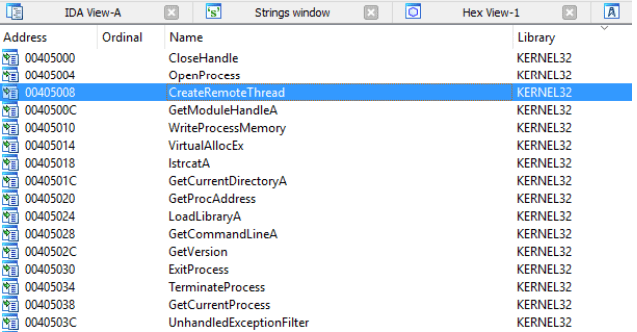 IDA View-A 's' Strings window Hex View-1 A
Address Ordinal Name Library
00405000 CloseHandle KERNEL32
00405004 OpenProcess KERNEL32
00405008 CreateRemoteThread KERNEL32
0040500C GetModuleHandleA KERNEL32
00405010 WriteProcessMemory KERNEL32
00405014 VirtualAllocEx KERNEL32
00405018 lstrcatA KERNEL32
0040501C GetCurrentDirectoryA KERNEL32
00405020 GetProcAddress KERNEL32
00405024 LoadLibraryA KERNEL32
00405028 GetCommandLineA KERNEL32
0040502C GetVersion KERNEL32
00405030 ExitProcess KERNEL32
00405034 TerminateProcess KERNEL32
00405038 GetCurrentProcess KERNEL32
0040503C UnhandledExceptionFilter KERNEL32